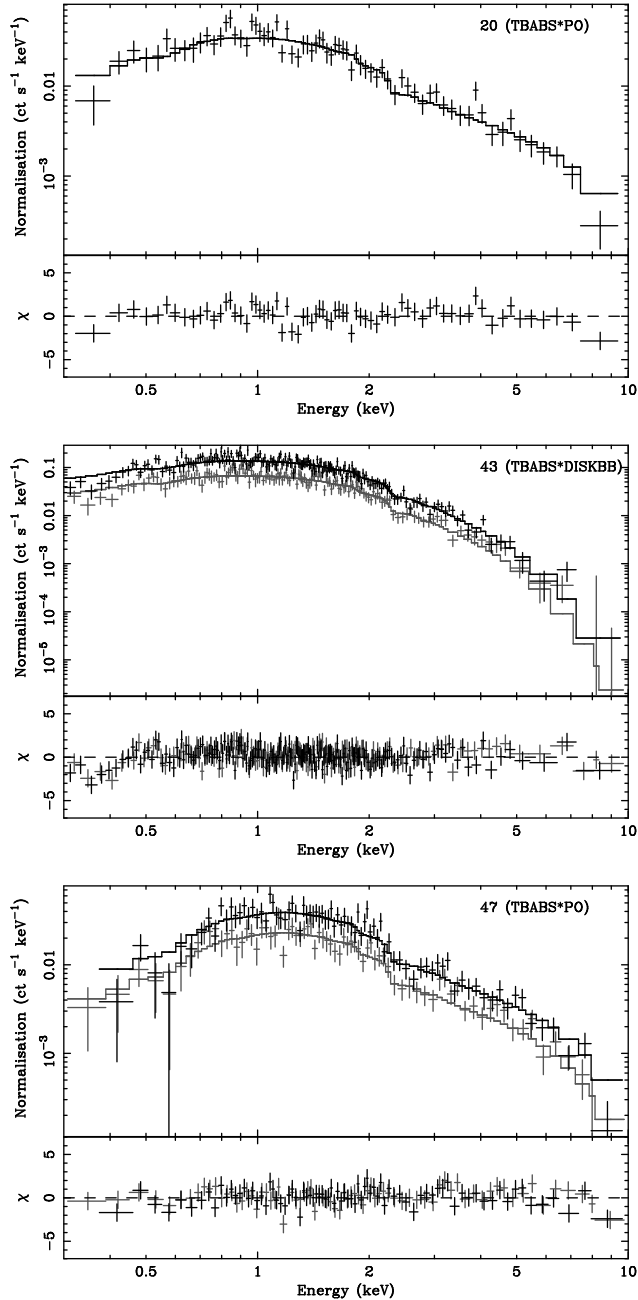 20 (TBABS*PO)
Normalisation (ct s⁻¹ keV⁻¹)
0.01
10⁻³
χ
5
0
−5
0.5 1 2 5 10
Energy (keV)
43 (TBABS*DISKBB)
Normalisation (ct s⁻¹ keV⁻¹)
0.1
0.01
10⁻³
10⁻⁴
10⁻⁵
χ
5
0
−5
0.5 1 2 5 10
Energy (keV)
47 (TBABS*PO)
Normalisation (ct s⁻¹ keV⁻¹)
0.01
10⁻³
χ
5
0
−5
0.5 1 2 5 10
Energy (keV)